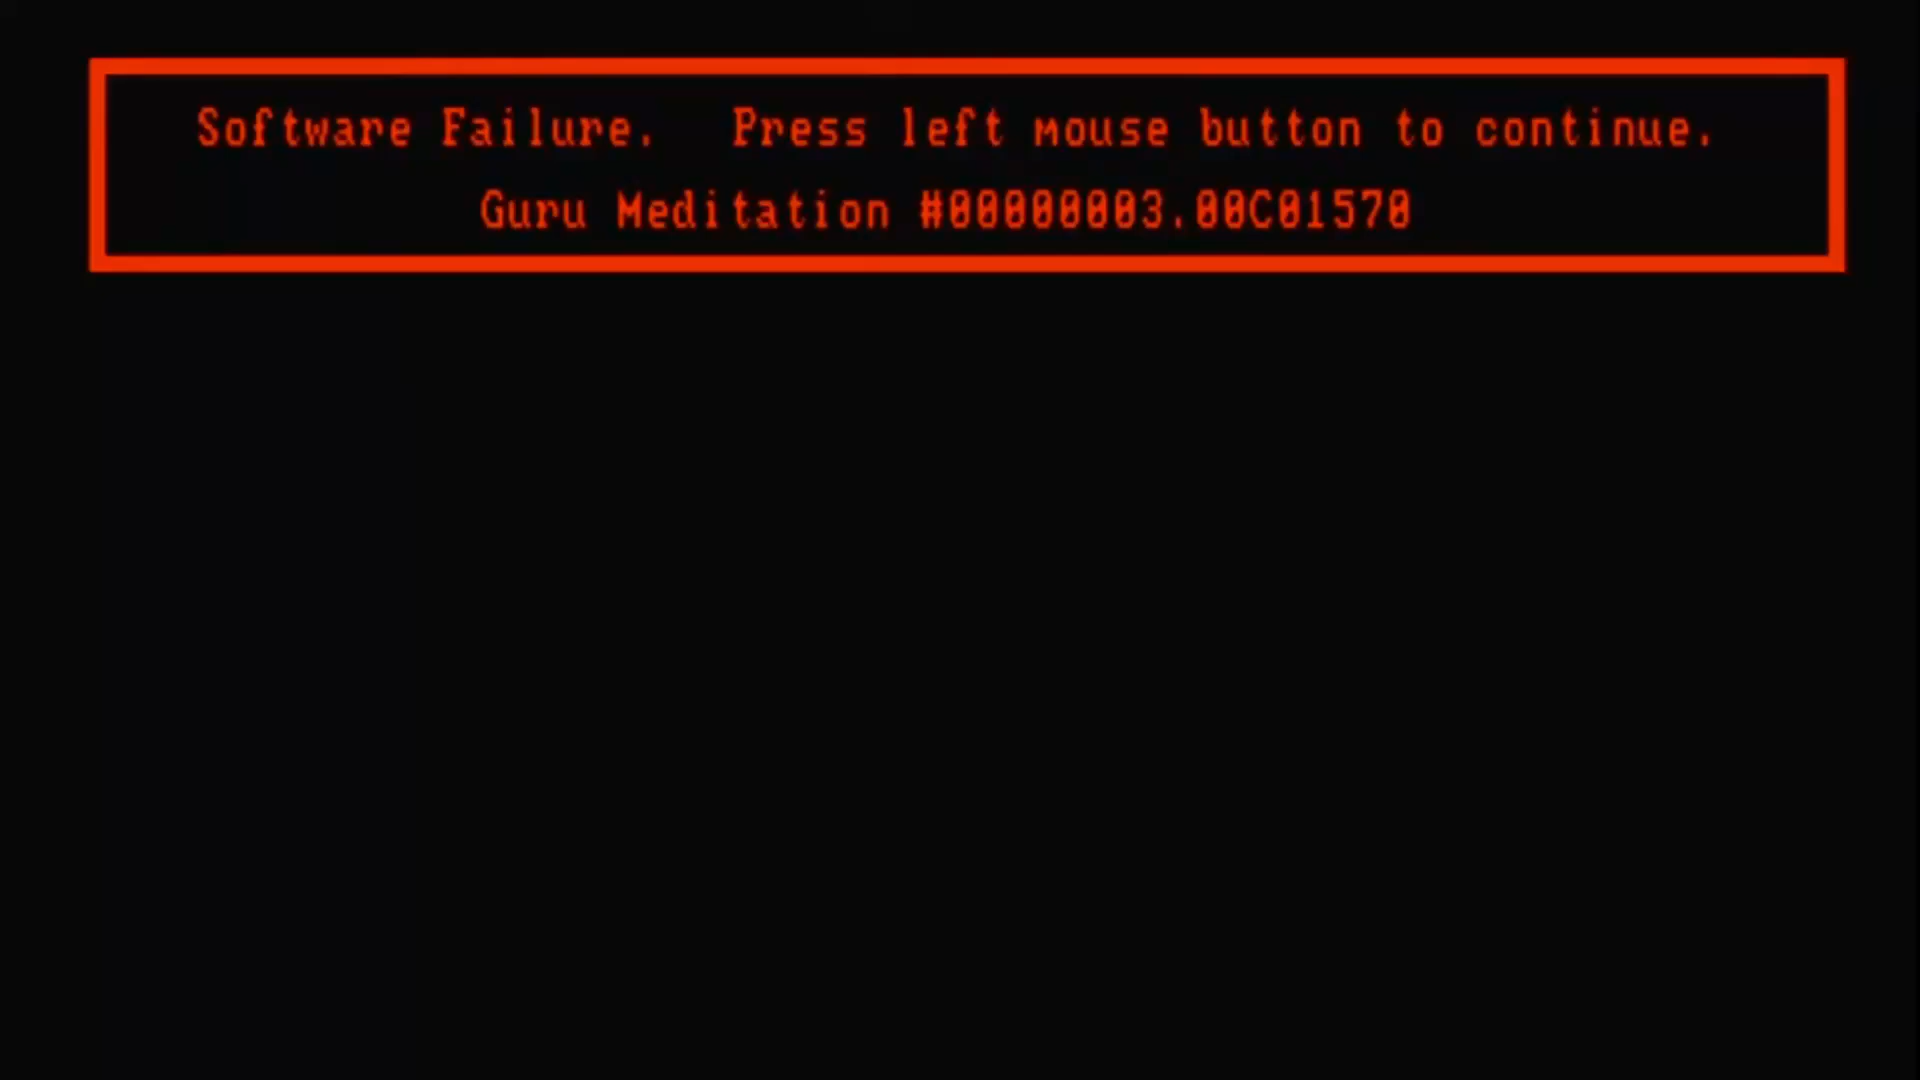 Software Failure.   Press left mouse button to continue.
Guru Meditation #00000003.00C01570